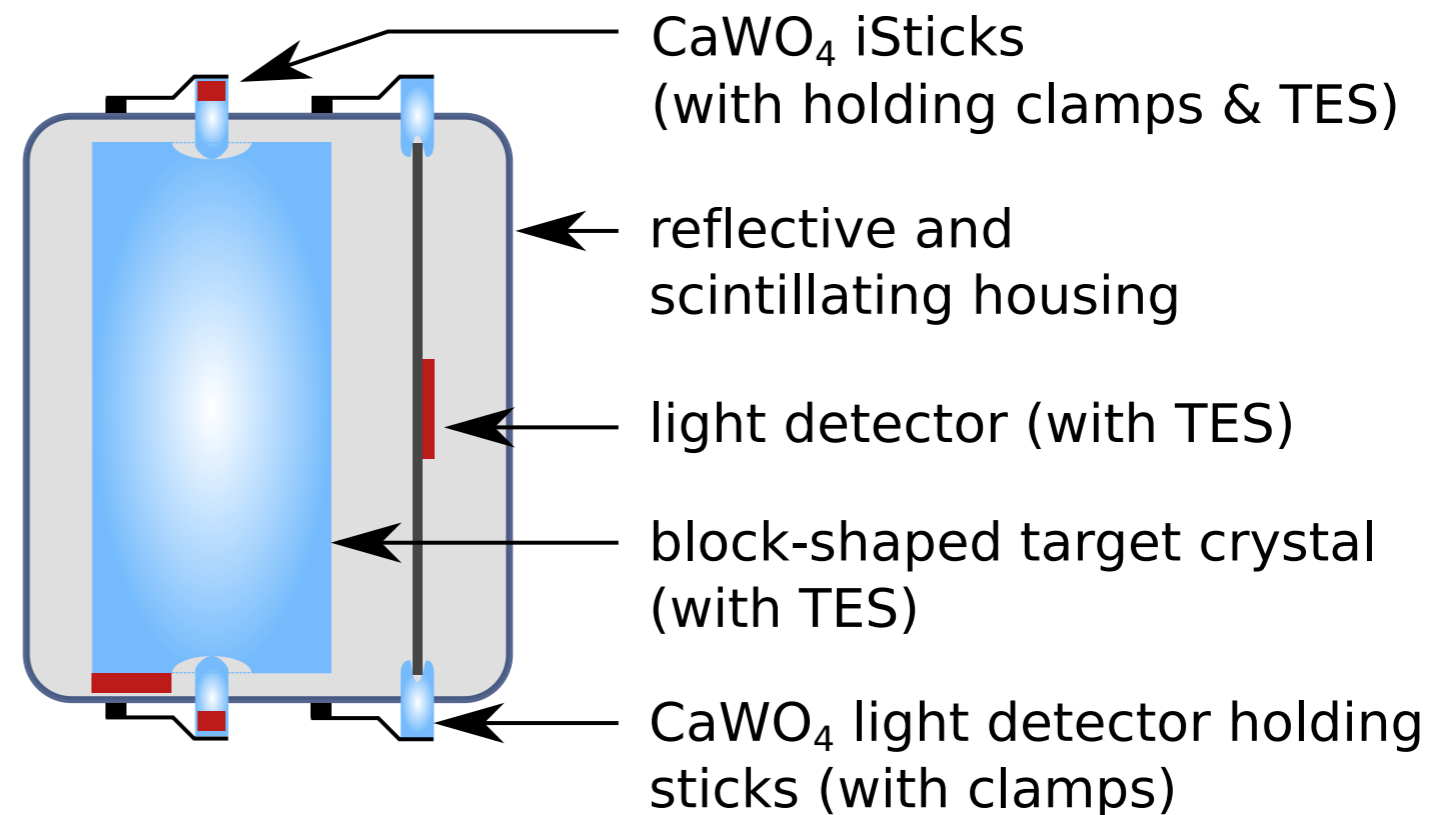 CaWO₄ iSticks
(with holding clamps & TES)
reflective and
scintillating housing
light detector (with TES)
block-shaped target crystal
(with TES)
CaWO₄ light detector holding
sticks (with clamps)